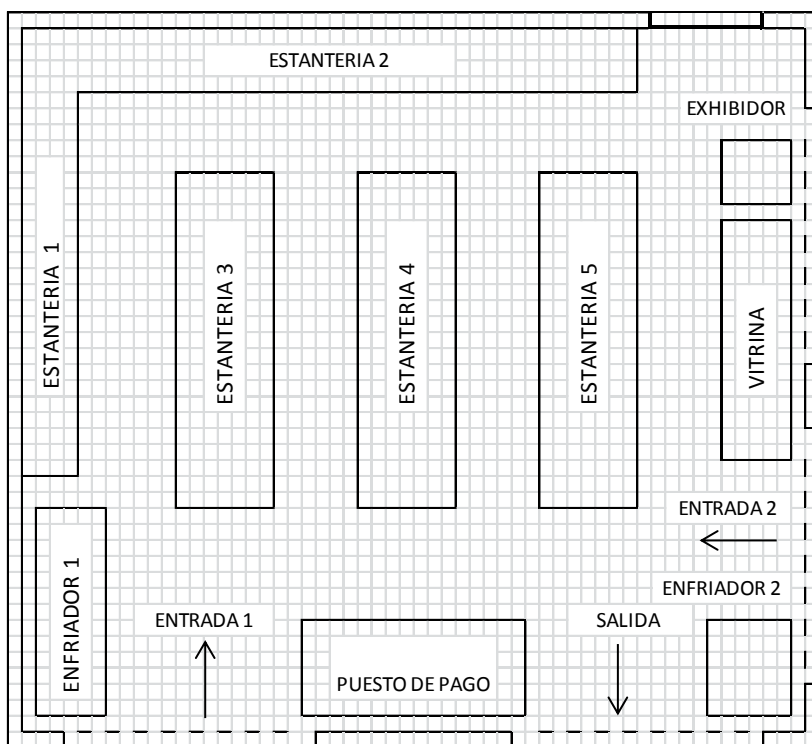 ESTANTERIA 2
EXHIBIDOR
ESTANTERIA 1
ESTANTERIA 3
ESTANTERIA 4
ESTANTERIA 5
VITRINA
ENTRADA 2
ENFRIADOR 1
ENFRIADOR 2
ENTRADA 1
SALIDA
PUESTO DE PAGO